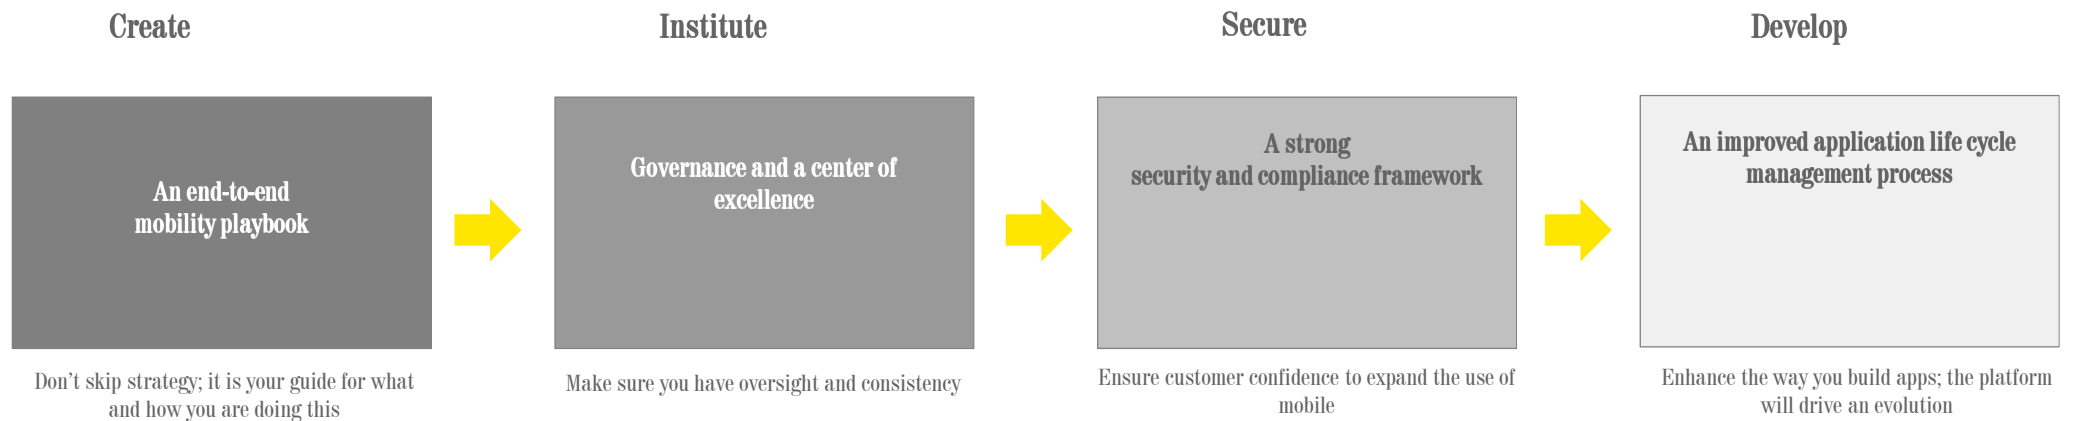 Create
An end-to-end
mobility playbook
Don’t skip strategy; it is your guide for what
and how you are doing this
Institute
Governance and a center of
excellence
Make sure you have oversight and consistency
Secure
A strong
security and compliance framework
Ensure customer confidence to expand the use of
mobile
Develop
An improved application life cycle
management process
Enhance the way you build apps; the platform
will drive an evolution